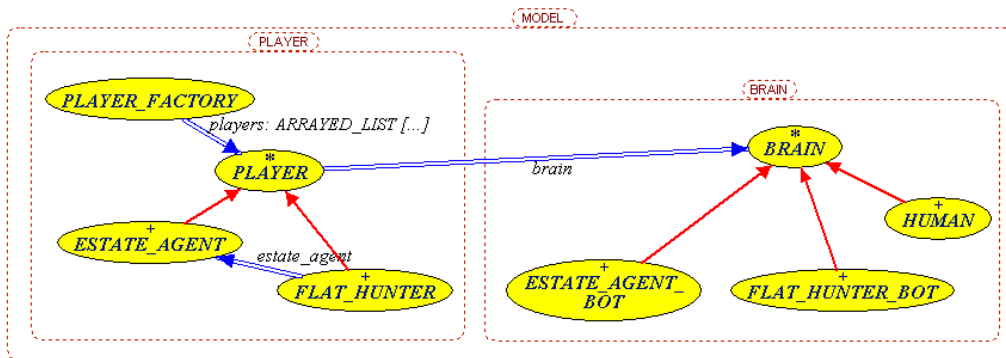 MODEL
PLAYER
PLAYER_FACTORY
players: ARRAYED_LIST [...]
*
PLAYER
+
ESTATE_AGENT
estate_agent
+
FLAT_HUNTER
brain
BRAIN
*
BRAIN
+
HUMAN
+
ESTATE_AGENT_
BOT
+
FLAT_HUNTER_BOT